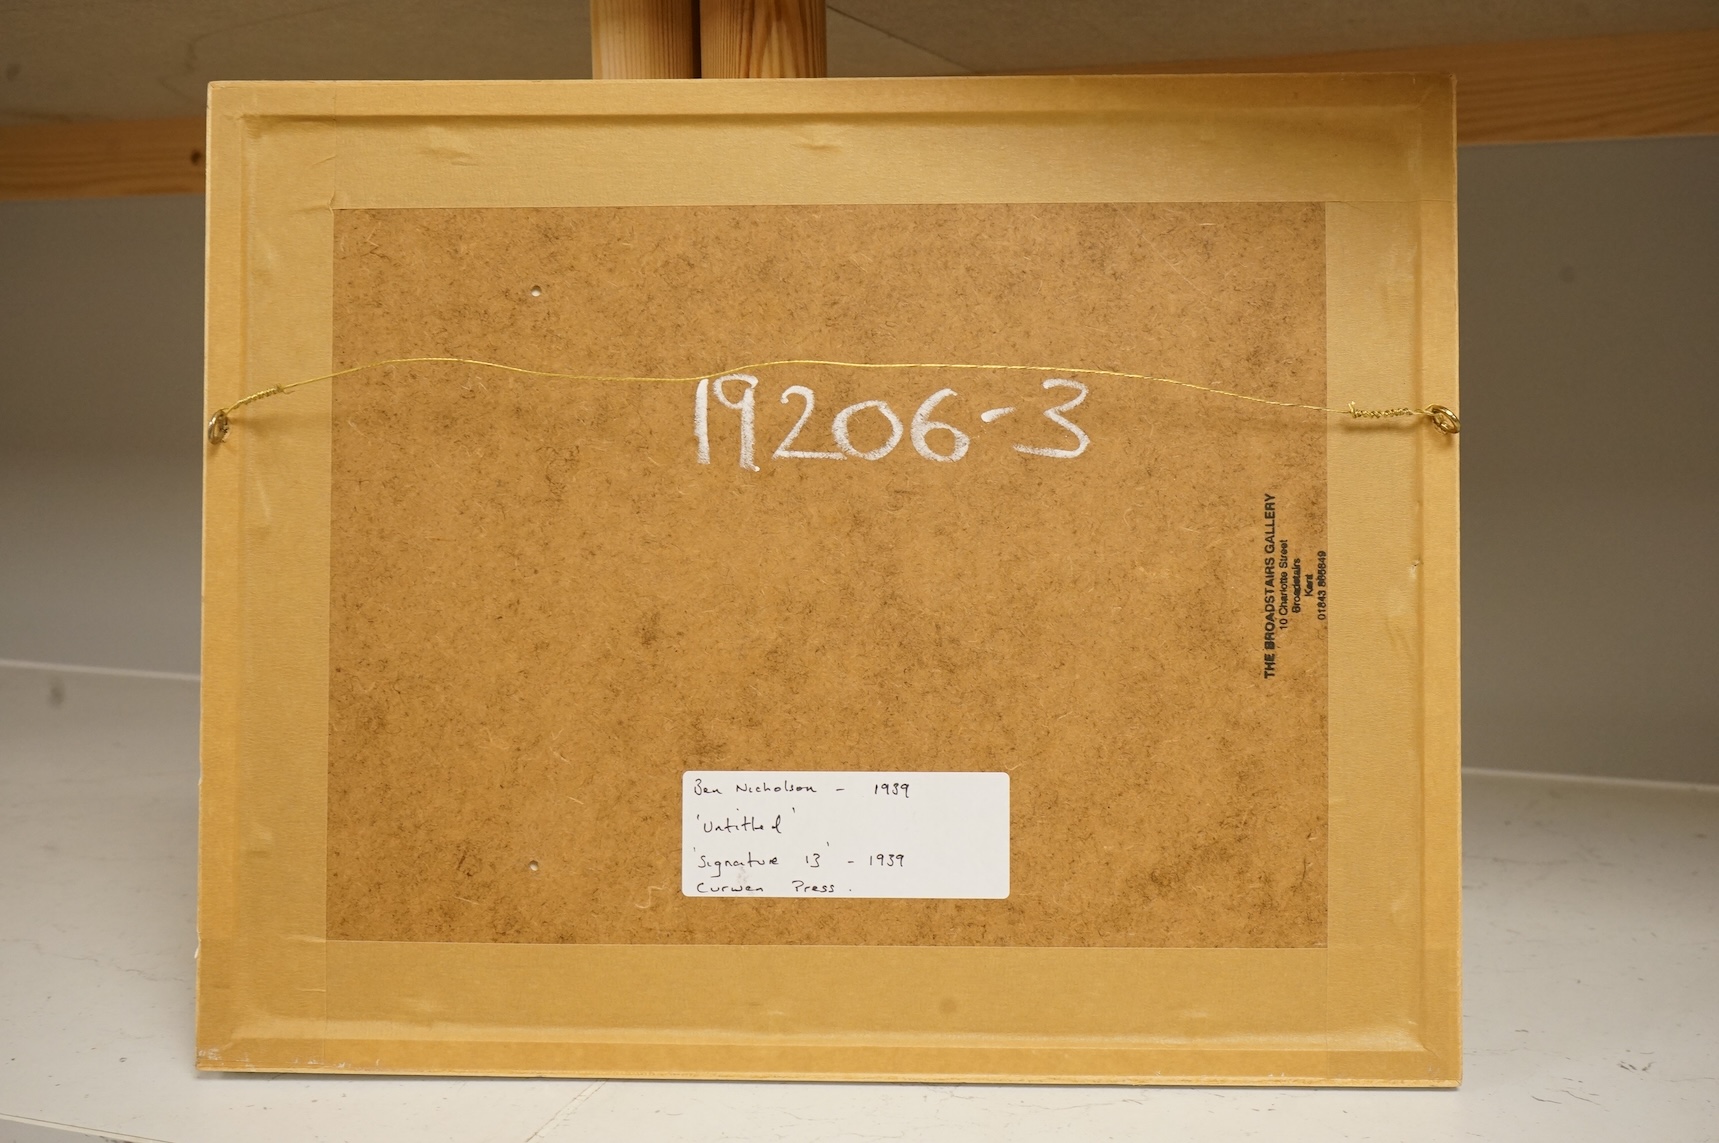 19206-3
THE BROADSTAIRS GALLERY
10 Charlotte Street
Broadstairs
Kent
01843
Ben Nicholson - 1939
'Untitled'
'Signature 13' - 1939
Curwen Press.